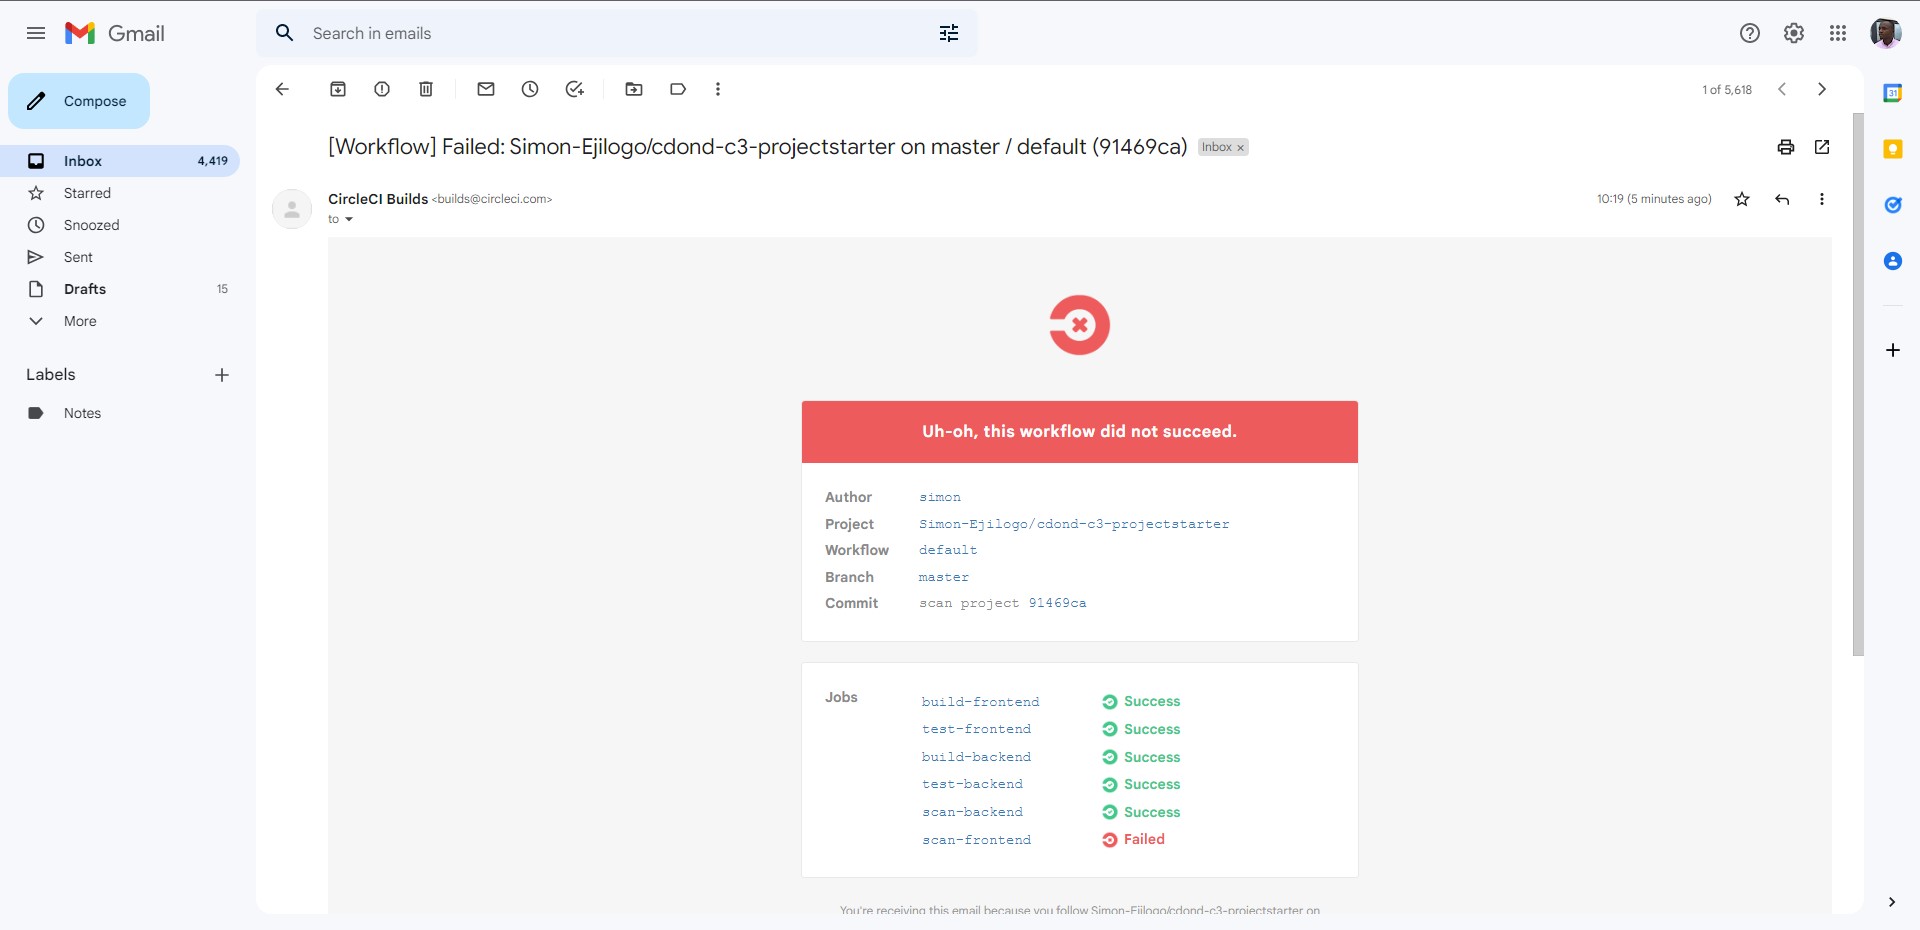 Gmail
Search in emails
Compose
Inbox 4,419
Starred
Snoozed
Sent
Drafts 15
More
Labels
Notes
1 of 5,618
[Workflow] Failed: Simon-Ejilogo/cdond-c3-projectstarter on master / default (91469ca) Inbox ×
CircleCI Builds <builds@circleci.com>
10:19 (5 minutes ago)
to
Uh-oh, this workflow did not succeed.
Author simon
Project Simon-Ejilogo/cdond-c3-projectstarter
Workflow default
Branch master
Commit scan project 91469ca
Jobs
build-frontend Success
test-frontend Success
build-backend Success
test-backend Success
scan-backend Success
scan-frontend Failed
You're receiving this email because you follow Simon-Ejilogo/cdond-c3-projectstarter on
31